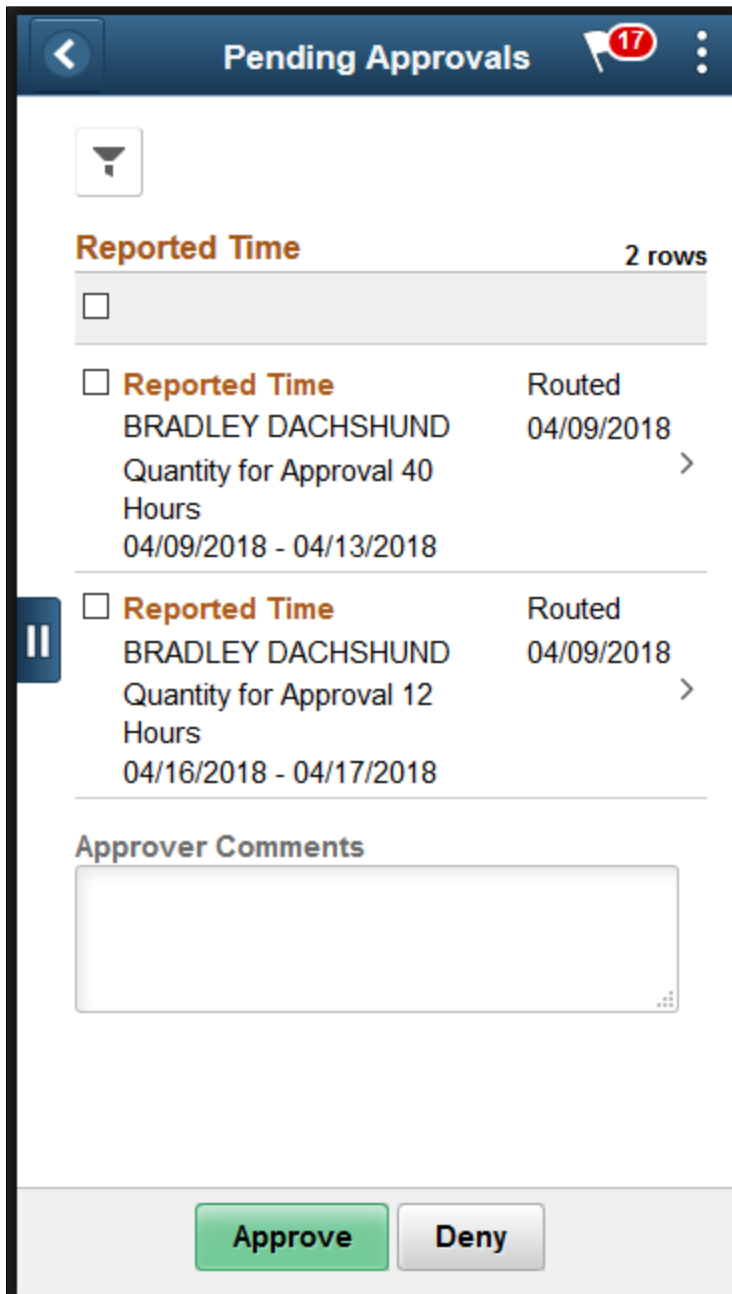 Pending Approvals 17
Reported Time 2 rows
Reported Time Routed
BRADLEY DACHSHUND 04/09/2018
Quantity for Approval 40
Hours
04/09/2018 - 04/13/2018
Reported Time Routed
BRADLEY DACHSHUND 04/09/2018
Quantity for Approval 12
Hours
04/16/2018 - 04/17/2018
Approver Comments
Approve Deny